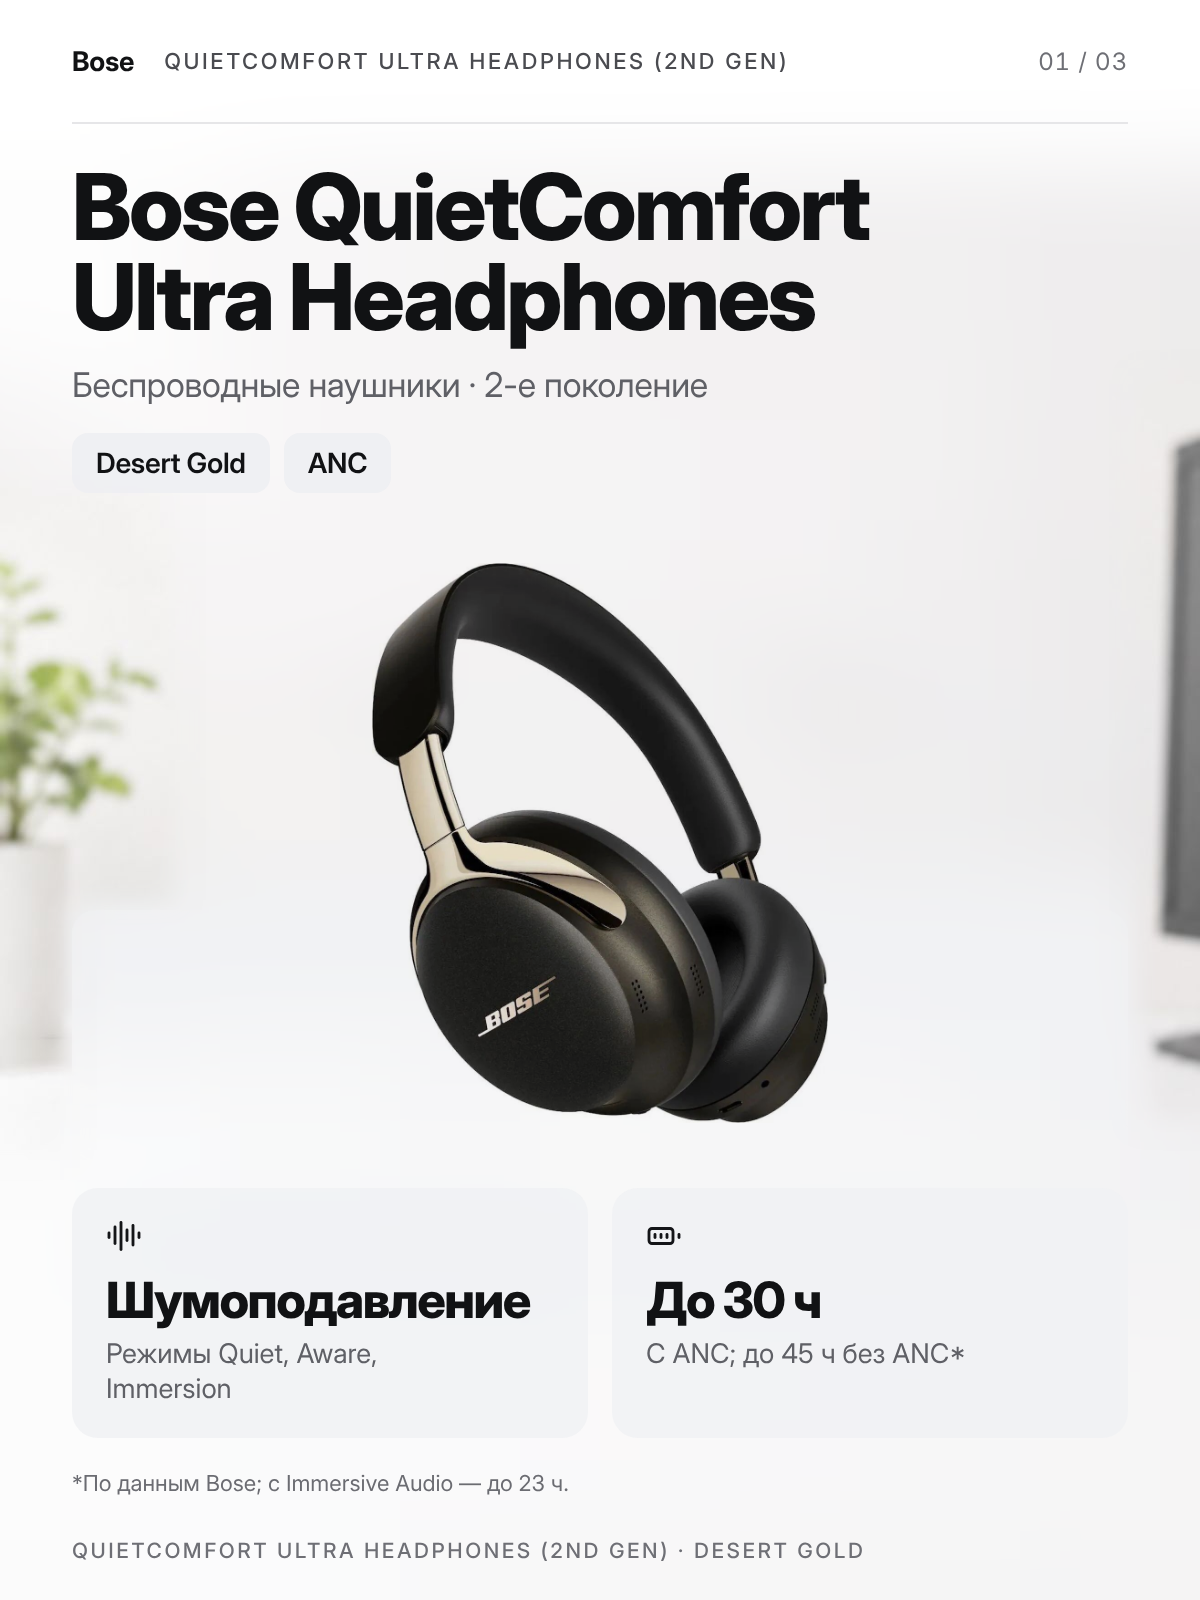 Bose QUIETCOMFORT ULTRA HEADPHONES (2ND GEN) 01 / 03
Bose QuietComfort
Ultra Headphones
Беспроводные наушники · 2-е поколение
Desert Gold ANC
BOSE
Шумоподавление
Режимы Quiet, Aware,
Immersion
До 30 ч
С ANC; до 45 ч без ANC*
*По данным Bose; с Immersive Audio — до 23 ч.
QUIETCOMFORT ULTRA HEADPHONES (2ND GEN) · DESERT GOLD